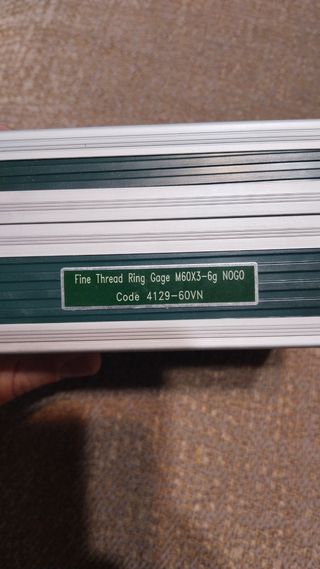 Fine Thread Ring Gage M60X3-6g NOGO
Code 4129-60VN